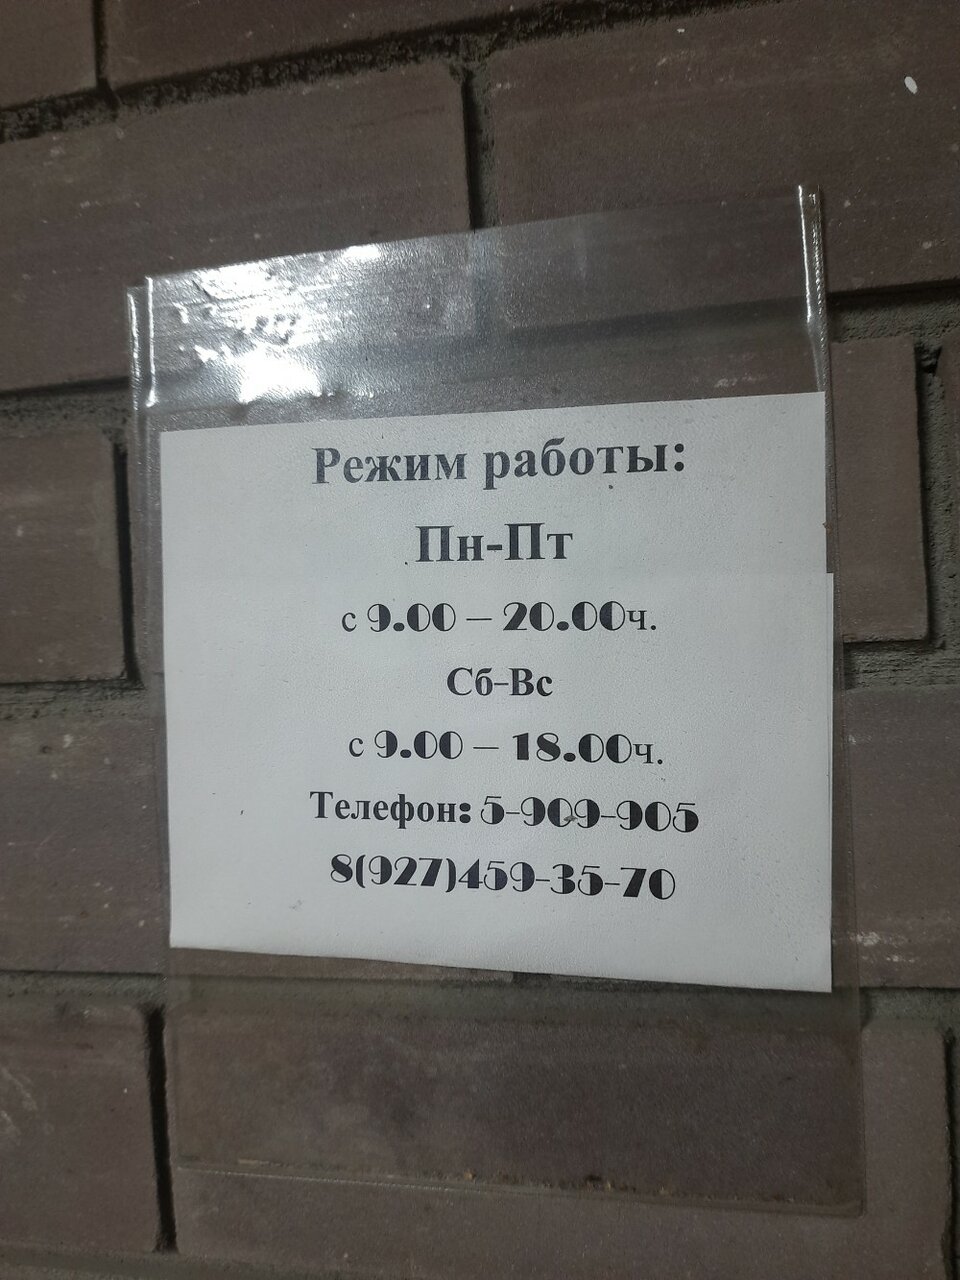 Режим работы:
Пн-Пт
с 9.00 – 20.00ч.
Сб-Вс
с 9.00 – 18.00ч.
Телефон: 5-909-905
8(927)459-35-70